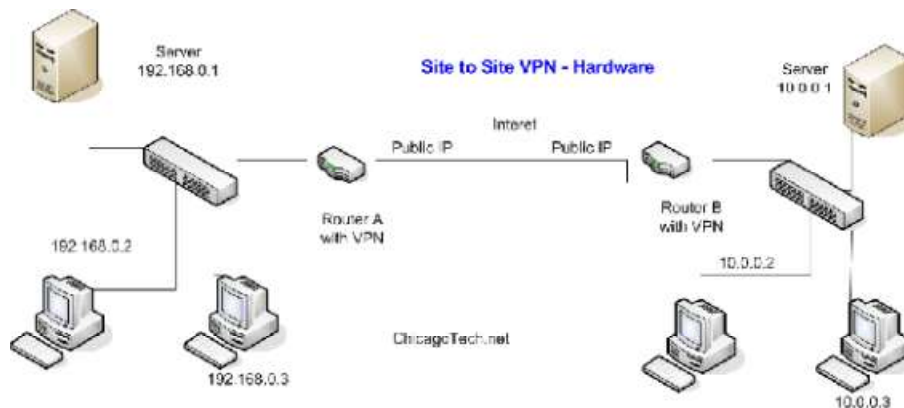 Server
192.168.0.1
Site to Site VPN - Hardware
Server
10.0.0.1
Interet
Public IP
Public IP
Router A
with VPN
Router B
with VPN
192.168.0.2
10.0.0.2
ChicagoTech.net
192.168.0.3
10.0.0.3